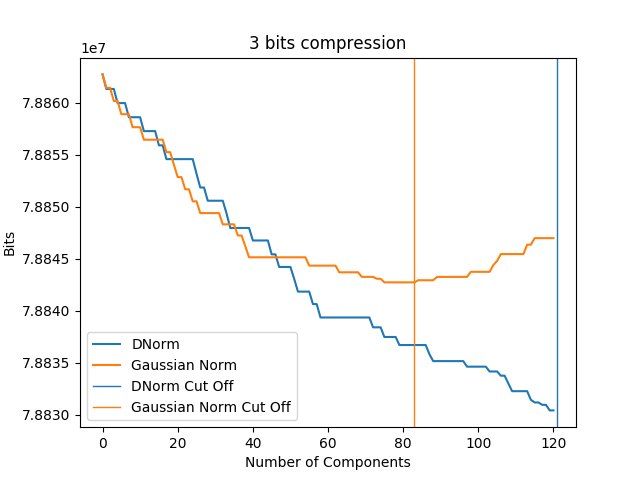 3 bits compression
1e7
7.8860
7.8855
7.8850
7.8845
7.8840
7.8835
7.8830
Bits
DNorm
Gaussian Norm
DNorm Cut Off
Gaussian Norm Cut Off
0 20 40 60 80 100 120
Number of Components